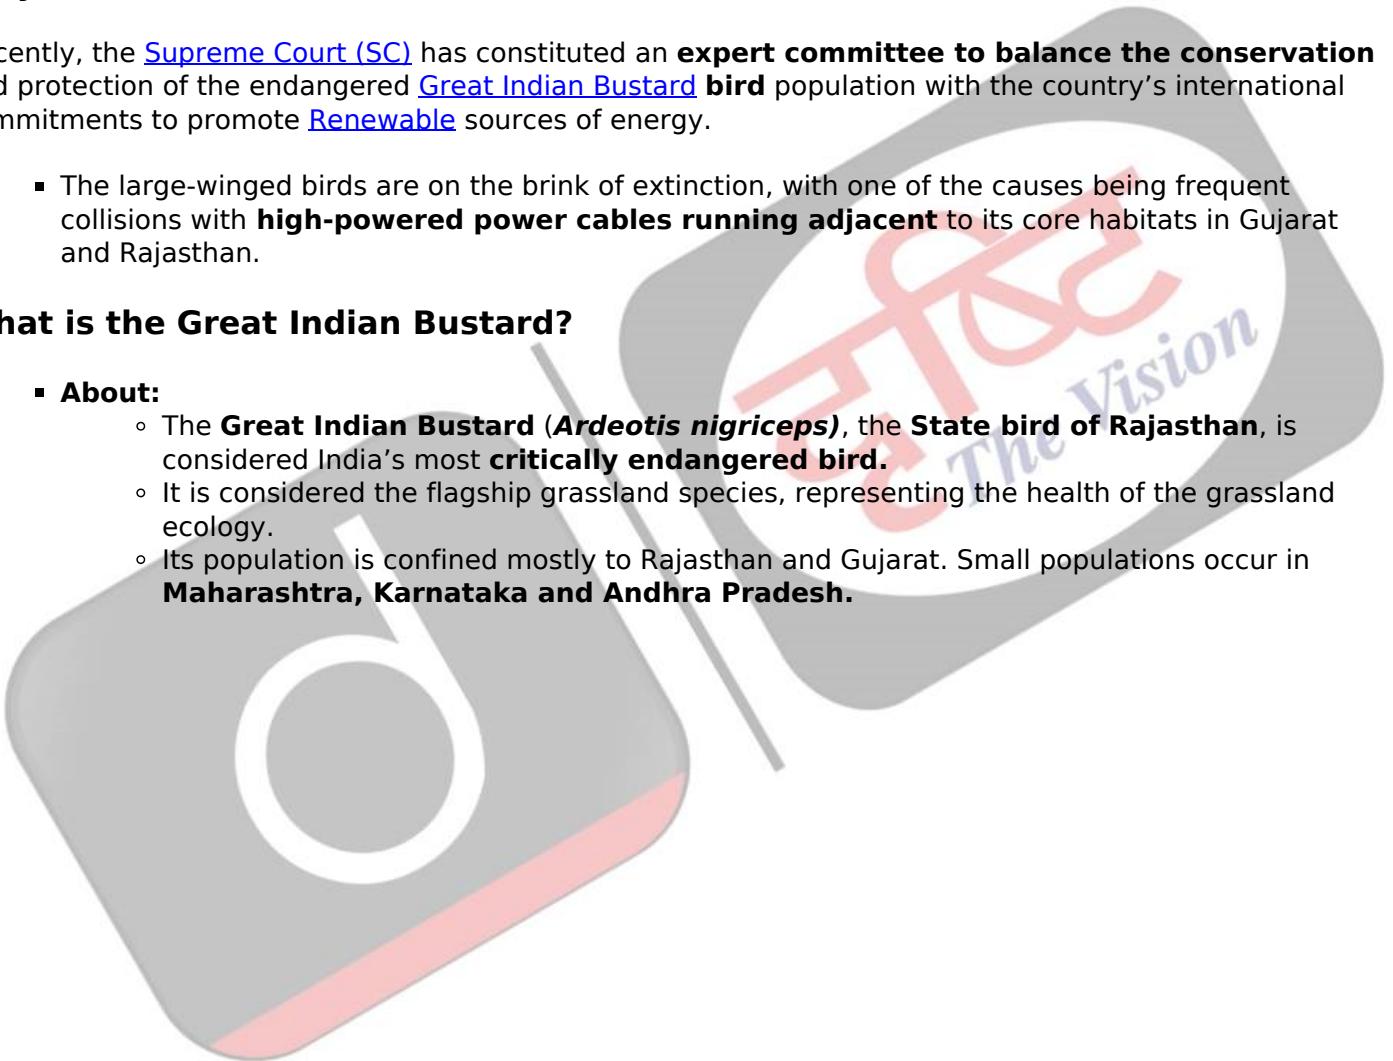 cently, the Supreme Court (SC) has constituted an expert committee to balance the conservation
d protection of the endangered Great Indian Bustard bird population with the country’s international
mmitments to promote Renewable sources of energy.
▪ The large-winged birds are on the brink of extinction, with one of the causes being frequent
collisions with high-powered power cables running adjacent to its core habitats in Gujarat
and Rajasthan.
hat is the Great Indian Bustard?
▪ About:
◦ The Great Indian Bustard (Ardeotis nigriceps), the State bird of Rajasthan, is
considered India’s most critically endangered bird.
◦ It is considered the flagship grassland species, representing the health of the grassland
ecology.
◦ Its population is confined mostly to Rajasthan and Gujarat. Small populations occur in
Maharashtra, Karnataka and Andhra Pradesh.
d
दृष्टि
The Vision